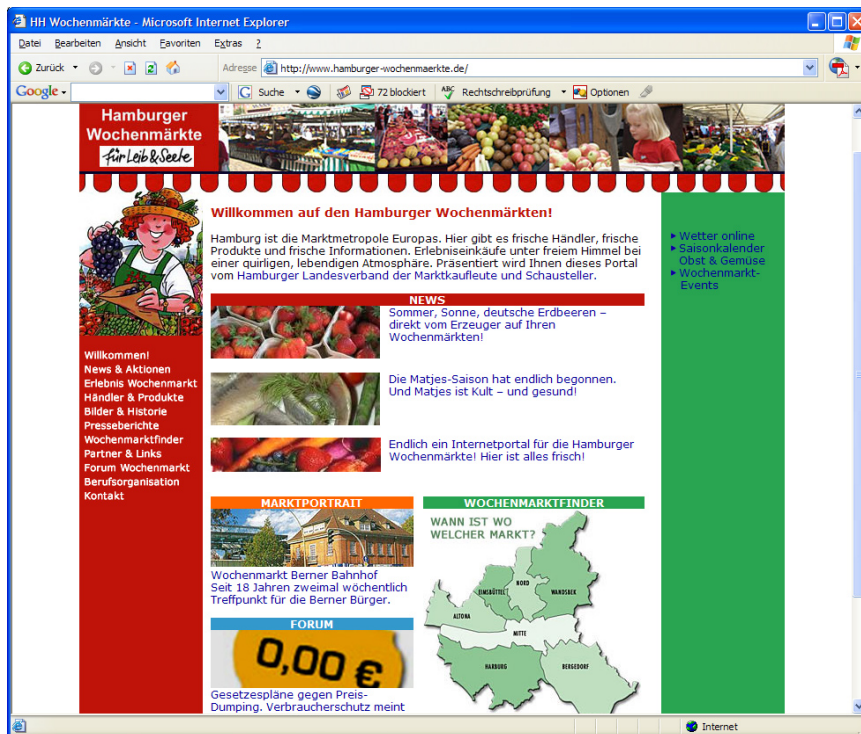 HH Wochenmärkte - Microsoft Internet Explorer
Datei Bearbeiten Ansicht Favoriten Extras ?
Zurück
Adresse http://www.hamburger-wochenmaerkte.de/
Google Suche 72 blockiert ABC Rechtschreibprüfung Optionen
Hamburger
Wochenmärkte
für Leib & Seele
Willkommen auf den Hamburger Wochenmärkten!
Hamburg ist die Marktmetropole Europas. Hier gibt es frische Händler, frische
Produkte und frische Informationen. Erlebniseinkäufe unter freiem Himmel bei
einer quirligen, lebendigen Atmosphäre. Präsentiert wird Ihnen dieses Portal
vom Hamburger Landesverband der Marktkaufleute und Schausteller.
Wetter online
Saisonkalender
Obst & Gemüse
Wochenmarkt-
Events
NEWS
Sommer, Sonne, deutsche Erdbeeren –
direkt vom Erzeuger auf Ihren
Wochenmärkten!
Die Matjes-Saison hat endlich begonnen.
Und Matjes ist Kult – und gesund!
Endlich ein Internetportal für die Hamburger
Wochenmärkte! Hier ist alles frisch!
Willkommen!
News & Aktionen
Erlebnis Wochenmarkt
Händler & Produkte
Bilder & Historie
Presseberichte
Wochenmarktfinder
Partner & Links
Forum Wochenmarkt
Berufsorganisation
Kontakt
MARKTPORTRAIT
Wochenmarkt Berner Bahnhof
Seit 18 Jahren zweimal wöchentlich
Treffpunkt für die Berner Bürger.
FORUM
0,00 €
Gesetzespläne gegen Preis-
Dumping. Verbraucherschutz meint
WOCHENMARKTFINDER
WANN IST WO
WELCHER MARKT?
NORD
EIMSBÜTTEL
WANDSBEK
ALTONA
MITTE
HARBURG
BERGEDORF
Internet